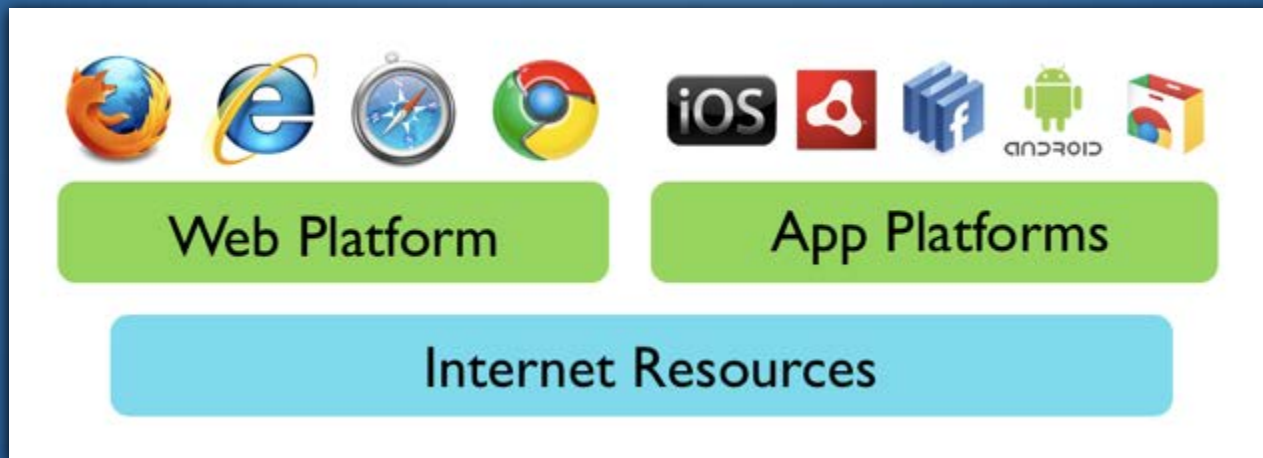 iOS
ANDROID
Web Platform
App Platforms
Internet Resources